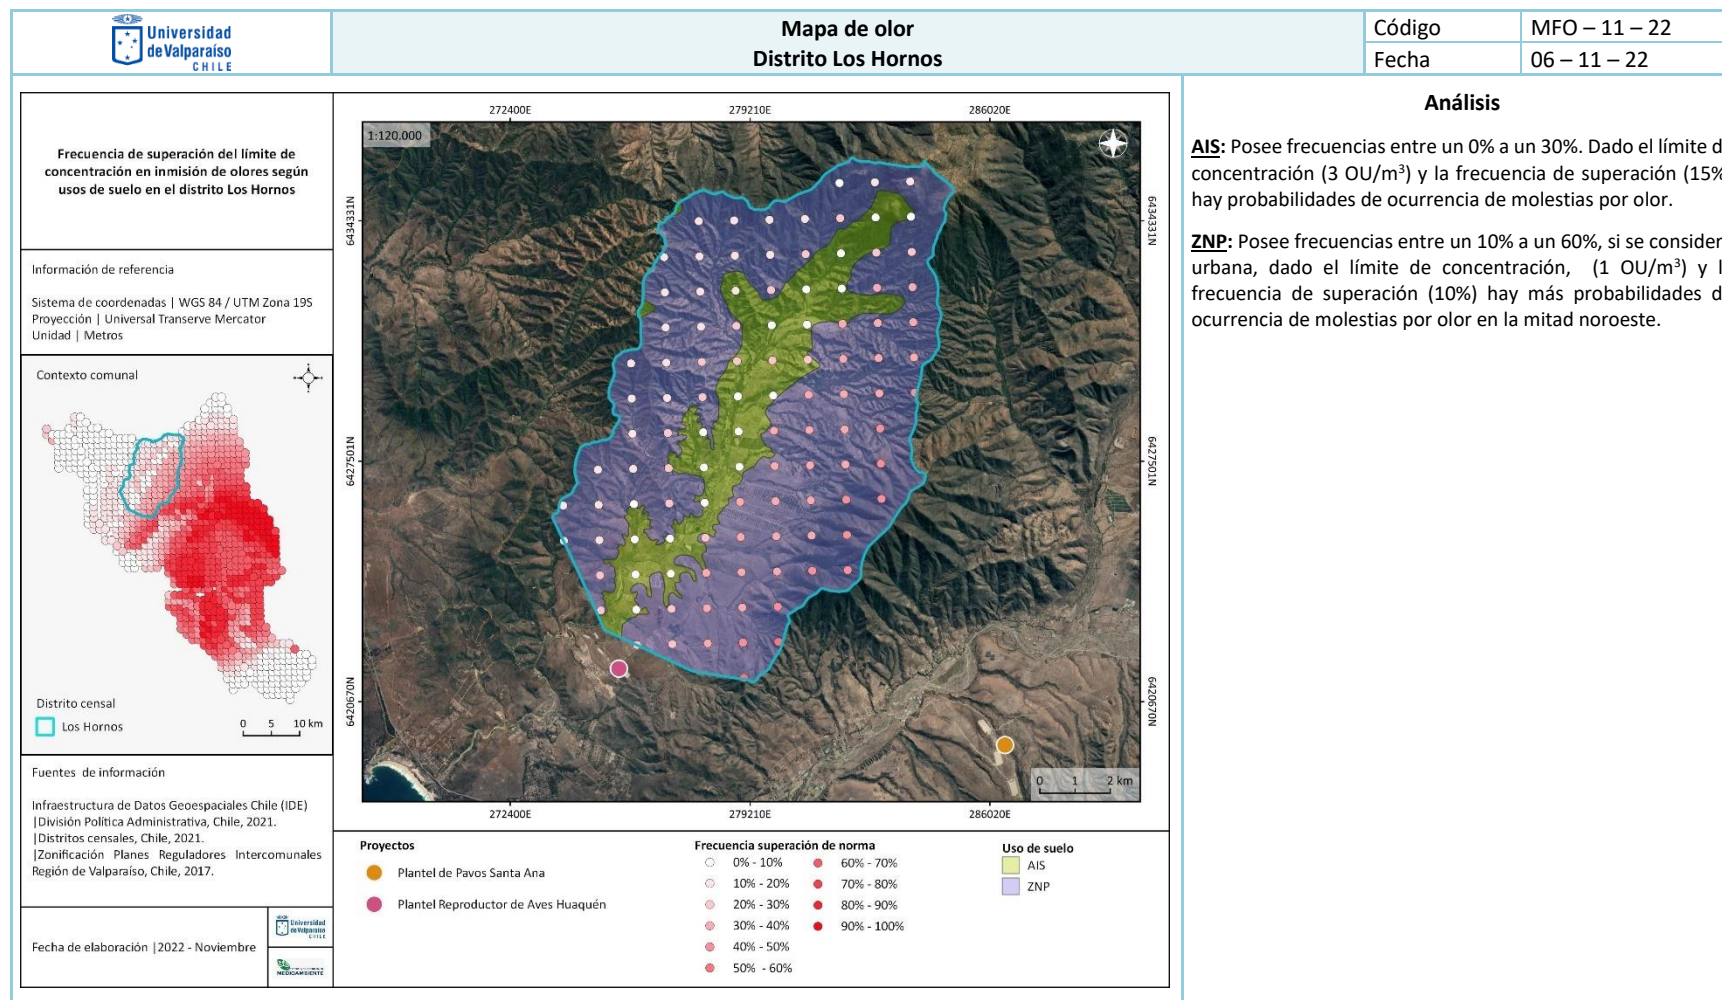 Universidad
de Valparaíso
CHILE
Mapa de olor
Distrito Los Hornos
Código
MFO – 11 – 22
Fecha
06 – 11 – 22
Frecuencia de superación del límite de
concentración en inmisión de olores según
usos de suelo en el distrito Los Hornos
Información de referencia
Sistema de coordenadas | WGS 84 / UTM Zona 19S
Proyección | Universal Transerve Mercator
Unidad | Metros
Contexto comunal
Distrito censal
Los Hornos
0 5 10 km
Fuentes de información
Infraestructura de Datos Geoespaciales Chile (IDE)
|División Política Administrativa, Chile, 2021.
|Distritos censales, Chile, 2021.
|Zonificación Planes Reguladores Intercomunales
Región de Valparaíso, Chile, 2017.
Fecha de elaboración |2022 - Noviembre
Universidad
de Valparaíso
CHILE
MEDIOAMBIENTE
272400E 279210E 286020E
1:120.000
6434331N
6427501N
6420670N
6434331N
6427501N
6420670N
0 1 2 km
272400E 279210E 286020E
Proyectos
Plantel de Pavos Santa Ana
Plantel Reproductor de Aves Huaquén
Frecuencia superación de norma
0% - 10%
10% - 20%
20% - 30%
30% - 40%
40% - 50%
50% - 60%
60% - 70%
70% - 80%
80% - 90%
90% - 100%
Uso de suelo
AIS
ZNP
Análisis
AIS: Posee frecuencias entre un 0% a un 30%. Dado el límite d
concentración (3 OU/m³) y la frecuencia de superación (15%
hay probabilidades de ocurrencia de molestias por olor.
ZNP: Posee frecuencias entre un 10% a un 60%, si se consider
urbana, dado el límite de concentración, (1 OU/m³) y l
frecuencia de superación (10%) hay más probabilidades d
ocurrencia de molestias por olor en la mitad noroeste.